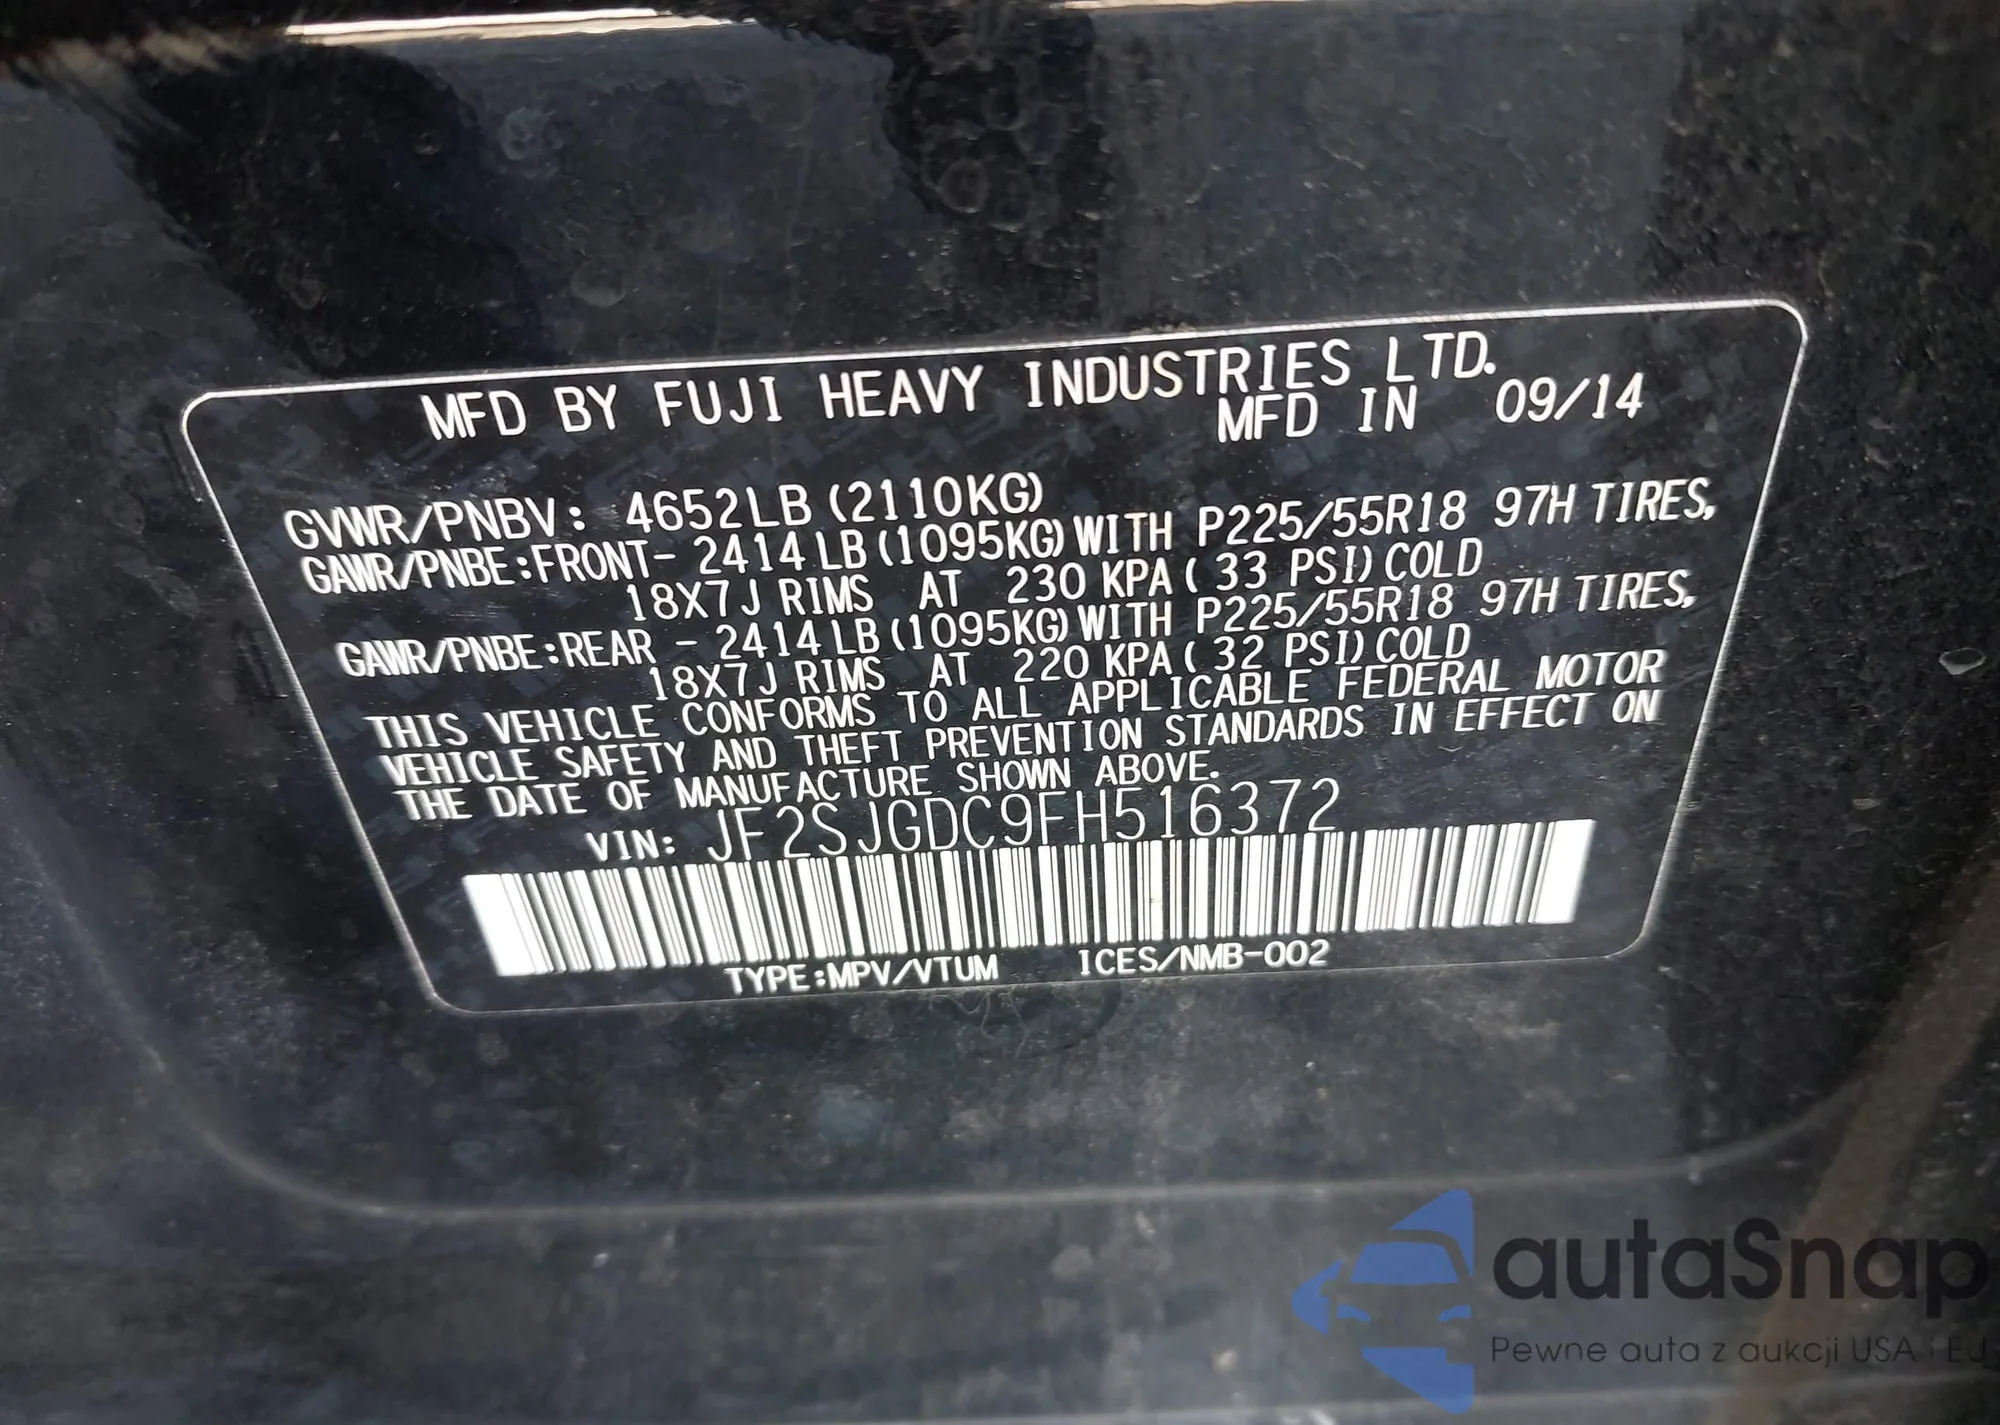 MFD BY FUJI HEAVY INDUSTRIES LTD.
MFD IN 09/14
GVWR/PNBV: 4652LB (2110KG)
GAWR/PNBE:FRONT- 2414 LB (1095KG) WITH P225/55R18 97H TIRES,
18X7J RIMS AT 230 KPA ( 33 PSI) COLD
GAWR/PNBE:REAR - 2414 LB (1095KG) WITH P225/55R18 97H TIRES,
18X7J RIMS AT 220 KPA ( 32 PSI) COLD
THIS VEHICLE CONFORMS TO ALL APPLICABLE FEDERAL MOTOR
VEHICLE SAFETY AND THEFT PREVENTION STANDARDS IN EFFECT ON
THE DATE OF MANUFACTURE SHOWN ABOVE.
VIN: JF2SJGDC9FH516372
TYPE:MPV/VTUM ICES/NMB-002
autaSnap
Pewne auta z aukcji USA i EU